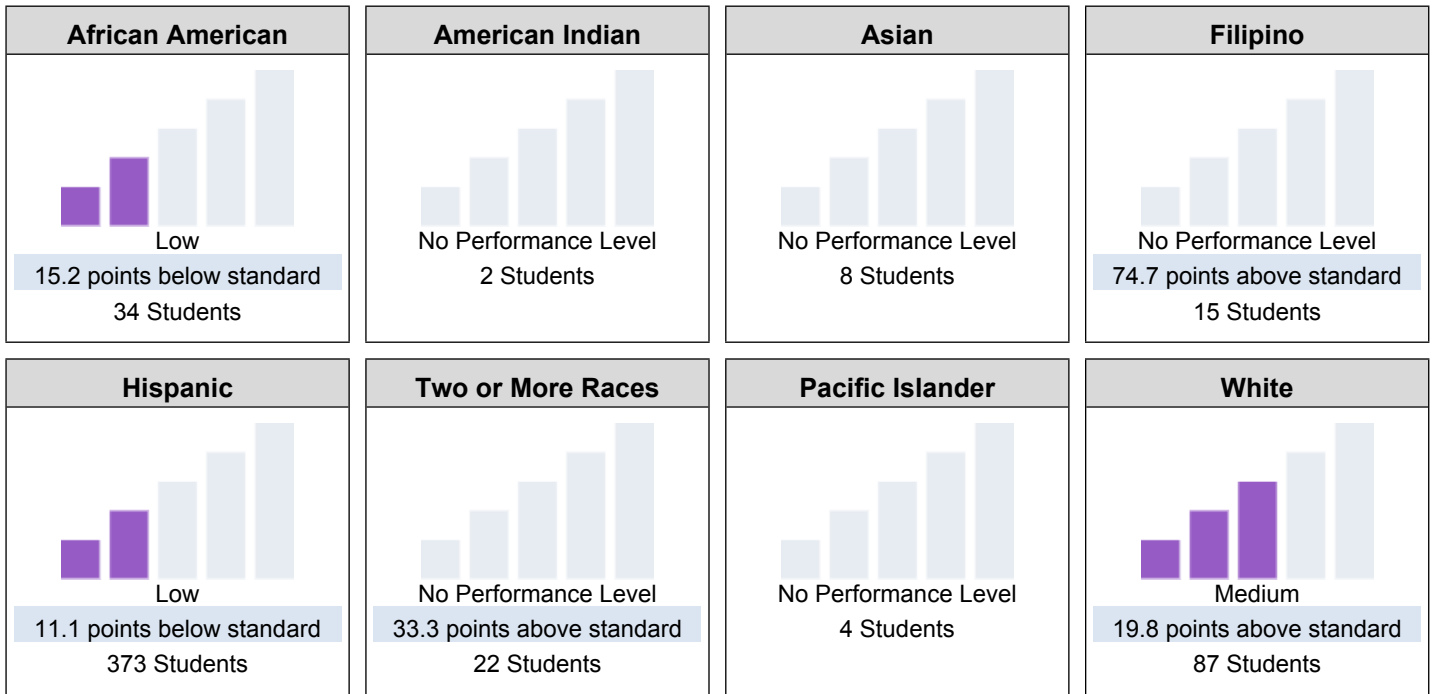 African American
Low
15.2 points below standard
34 Students
American Indian
No Performance Level
2 Students
Asian
No Performance Level
8 Students
Filipino
No Performance Level
74.7 points above standard
15 Students
Hispanic
Low
11.1 points below standard
373 Students
Two or More Races
No Performance Level
33.3 points above standard
22 Students
Pacific Islander
No Performance Level
4 Students
White
Medium
19.8 points above standard
87 Students